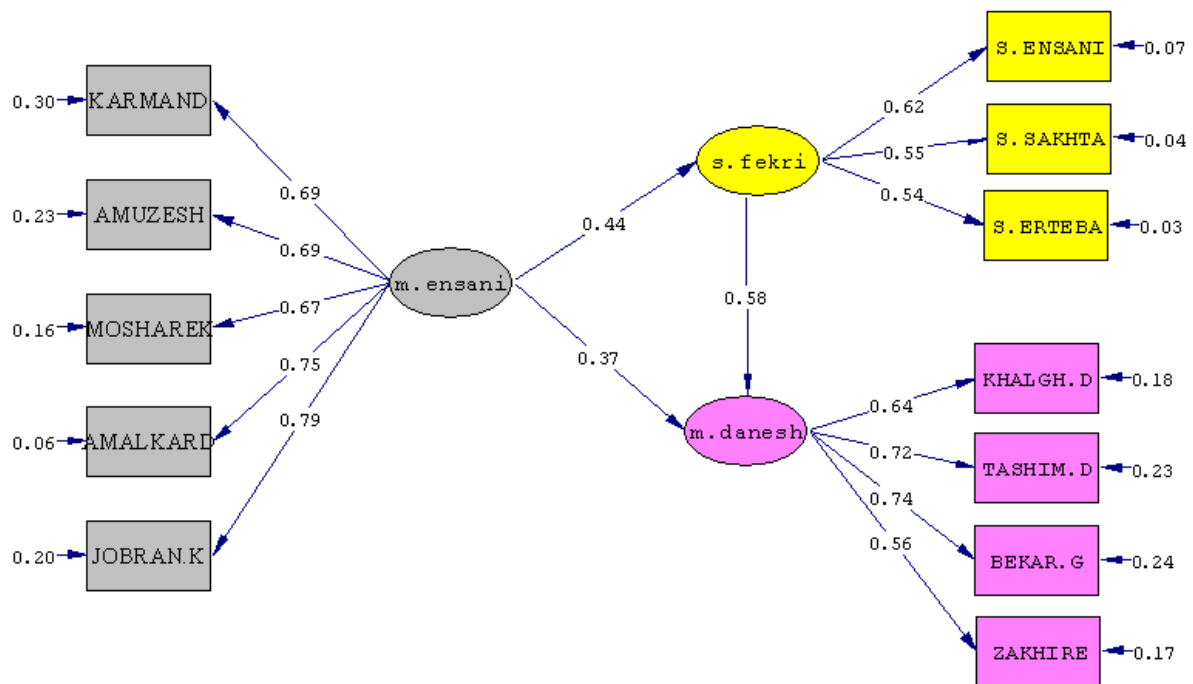 0.30 KARMAND
0.23 AMUZESH
0.16 MOSHAREK
0.06 AMALKARD
0.20 JOBRAN.K
0.69
0.69
0.67
0.75
0.79
m.ensani
0.44
0.37
s.fekri
0.58
m.danesh
0.62
0.55
0.54
S.ENSANI 0.07
S.SAKHTA 0.04
S.ERTEBA 0.03
0.64
0.72
0.74
0.56
KHALGH.D 0.18
TASHIM.D 0.23
BEKAR.G 0.24
ZAKHIRE 0.17